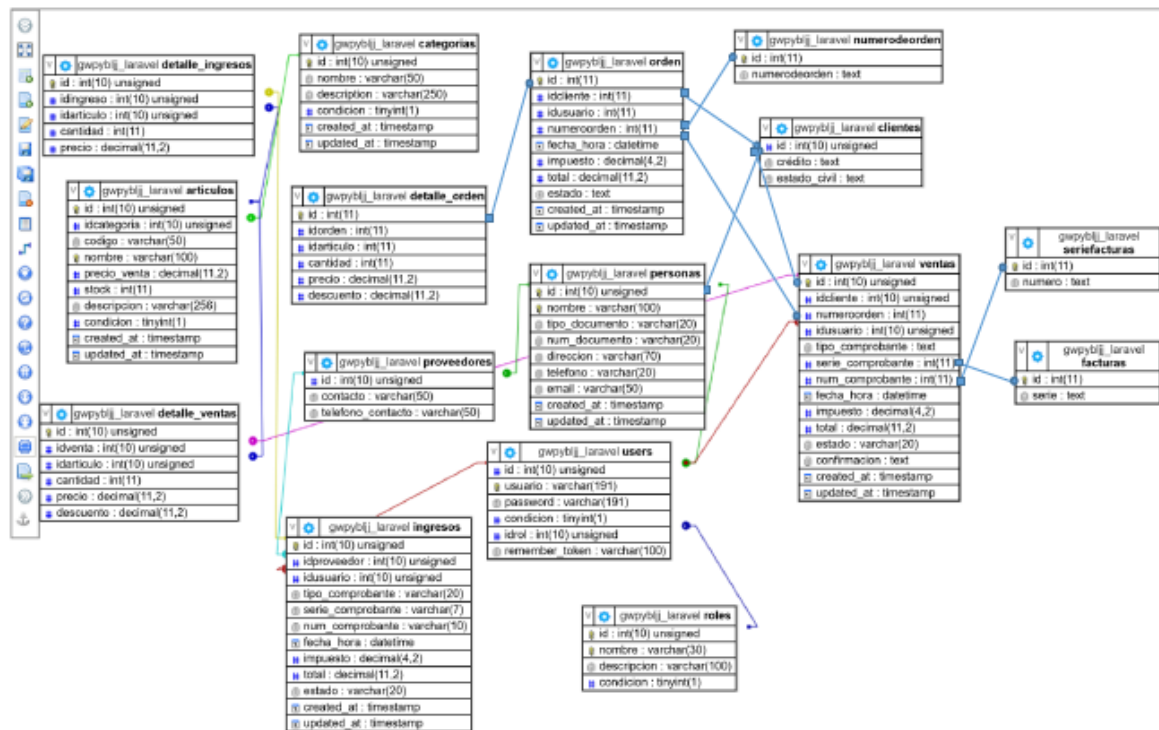 gwpybljj_laravel detalle_ingresos
id : int(10) unsigned
idingreso : int(10) unsigned
idarticulo : int(10) unsigned
cantidad : int(11)
precio : decimal(11,2)
gwpybljj_laravel categorias
id : int(10) unsigned
nombre : varchar(50)
description : varchar(250)
condicion : tinyint(1)
created_at : timestamp
updated_at : timestamp
gwpybljj_laravel orden
id : int(11)
idcliente : int(11)
idusuario : int(11)
numeroorden : int(11)
fecha_hora : datetime
impuesto : decimal(4,2)
total : decimal(11,2)
estado : text
created_at : timestamp
updated_at : timestamp
gwpybljj_laravel numerodeorden
id : int(11)
numerodeorden : text
gwpybljj_laravel clientes
id : int(10) unsigned
crédito : text
estado_civil : text
gwpybljj_laravel articulos
id : int(10) unsigned
idcategoria : int(10) unsigned
codigo : varchar(50)
nombre : varchar(100)
precio_venta : decimal(11,2)
stock : int(11)
descripcion : varchar(256)
condicion : tinyint(1)
created_at : timestamp
updated_at : timestamp
gwpybljj_laravel detalle_orden
id : int(11)
idorden : int(11)
idarticulo : int(11)
cantidad : int(11)
precio : decimal(11,2)
descuento : decimal(11,2)
gwpybljj_laravel personas
id : int(10) unsigned
nombre : varchar(100)
tipo_documento : varchar(20)
num_documento : varchar(20)
direccion : varchar(70)
telefono : varchar(20)
email : varchar(50)
created_at : timestamp
updated_at : timestamp
gwpybljj_laravel ventas
id : int(10) unsigned
idcliente : int(10) unsigned
numeroorden : int(11)
idusuario : int(10) unsigned
tipo_comprobante : text
serie_comprobante : int(11)
num_comprobante : int(11)
fecha_hora : datetime
impuesto : decimal(4,2)
total : decimal(11,2)
estado : varchar(20)
confirmacion : text
created_at : timestamp
updated_at : timestamp
gwpybljj_laravel
seriefacturas
id : int(11)
numero : text
gwpybljj_laravel
facturas
id : int(11)
serie : text
gwpybljj_laravel proveedores
id : int(10) unsigned
contacto : varchar(50)
telefono_contacto : varchar(50)
gwpybljj_laravel detalle_ventas
id : int(10) unsigned
idventa : int(10) unsigned
idarticulo : int(10) unsigned
cantidad : int(11)
precio : decimal(11,2)
descuento : decimal(11,2)
gwpybljj_laravel users
id : int(10) unsigned
usuario : varchar(191)
password : varchar(191)
condicion : tinyint(1)
idrol : int(10) unsigned
remember_token : varchar(100)
gwpybljj_laravel ingresos
id : int(10) unsigned
idproveedor : int(10) unsigned
idusuario : int(10) unsigned
tipo_comprobante : varchar(20)
serie_comprobante : varchar(7)
num_comprobante : varchar(10)
fecha_hora : datetime
impuesto : decimal(4,2)
total : decimal(11,2)
estado : varchar(20)
created_at : timestamp
updated_at : timestamp
gwpybljj_laravel roles
id : int(10) unsigned
nombre : varchar(30)
descripcion : varchar(100)
condicion : tinyint(1)